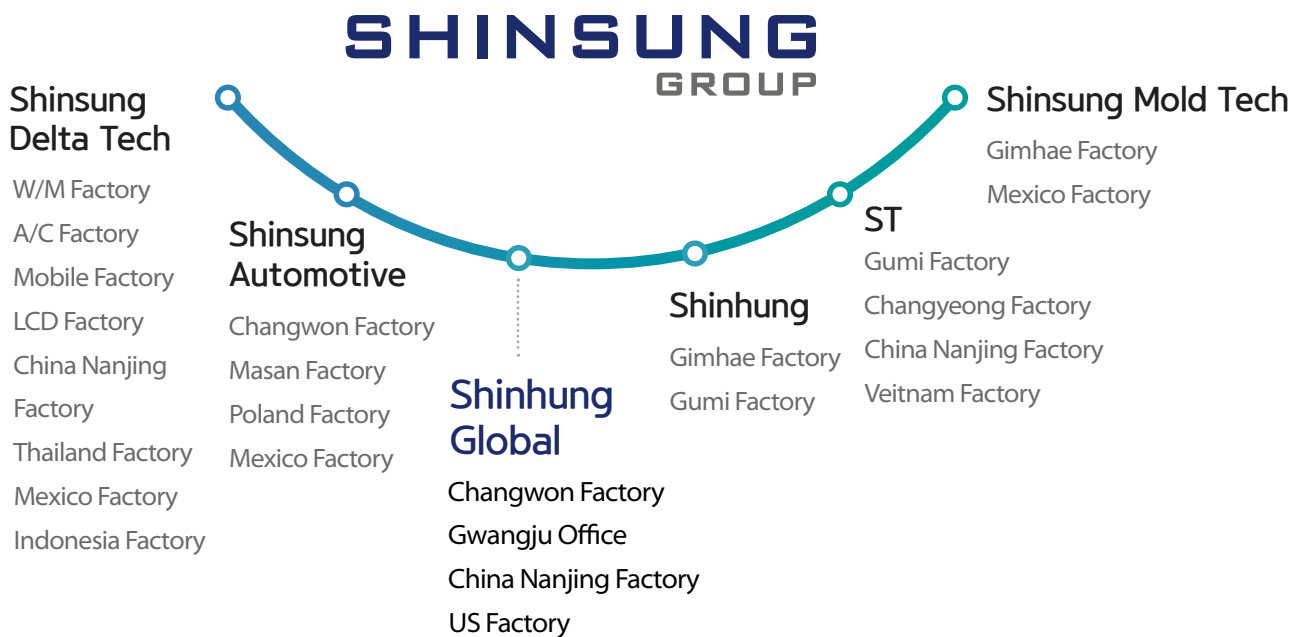 SHINSUNG
GROUP
Shinsung
Delta Tech
W/M Factory
A/C Factory
Mobile Factory
LCD Factory
China Nanjing
Factory
Thailand Factory
Mexico Factory
Indonesia Factory
Shinsung
Automotive
Changwon Factory
Masan Factory
Poland Factory
Mexico Factory
Shinhung
Global
Changwon Factory
Gwangju Office
China Nanjing Factory
US Factory
Shinhung
Gimhae Factory
Gumi Factory
ST
Gumi Factory
Changyeong Factory
China Nanjing Factory
Veitnam Factory
Shinsung Mold Tech
Gimhae Factory
Mexico Factory